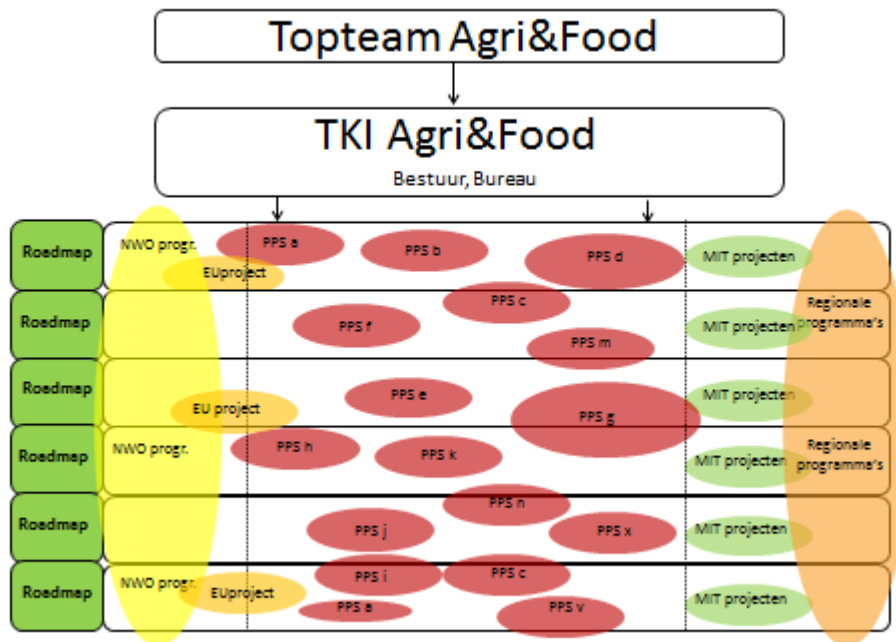 Topteam Agri&Food
TKI Agri&Food
Bestuur, Bureau
Roadmap
NWO progr.
EUproject
PPS a
PPS b
PPS d
MIT projecten
Roadmap
PPS f
PPS c
PPS m
MIT projecten
Regionale
programma's
Roadmap
EU project
PPS e
PPS g
MIT projecten
Roadmap
NWO progr.
PPS h
PPS k
MIT projecten
Regionale
programma's
Roadmap
PPS n
PPS j
PPS x
MIT projecten
Roadmap
NWO progr.
EUproject
PPS i
PPS c
PPS a
PPS v
MIT projecten